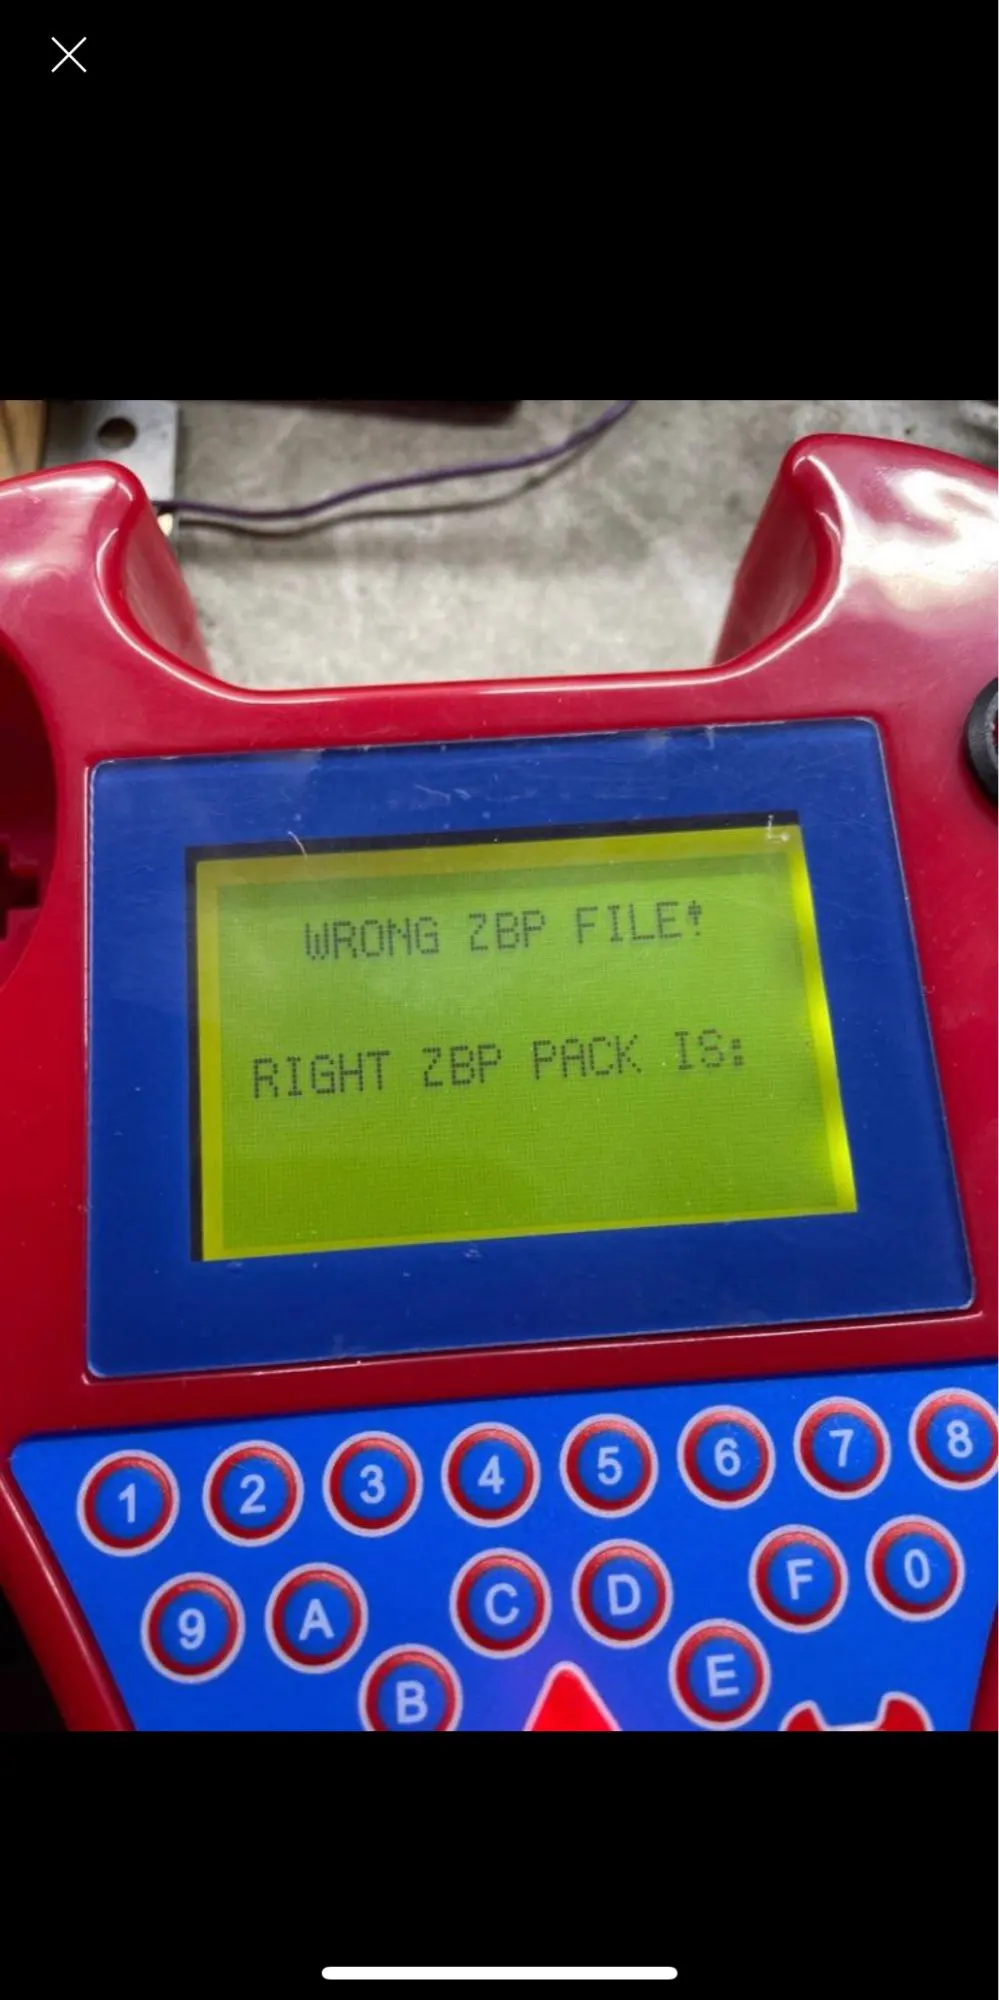 WRONG ZBP FILE!
RIGHT ZBP PACK IS:
1 2 3 4 5 6 7 8
9 A C D F 0
B E